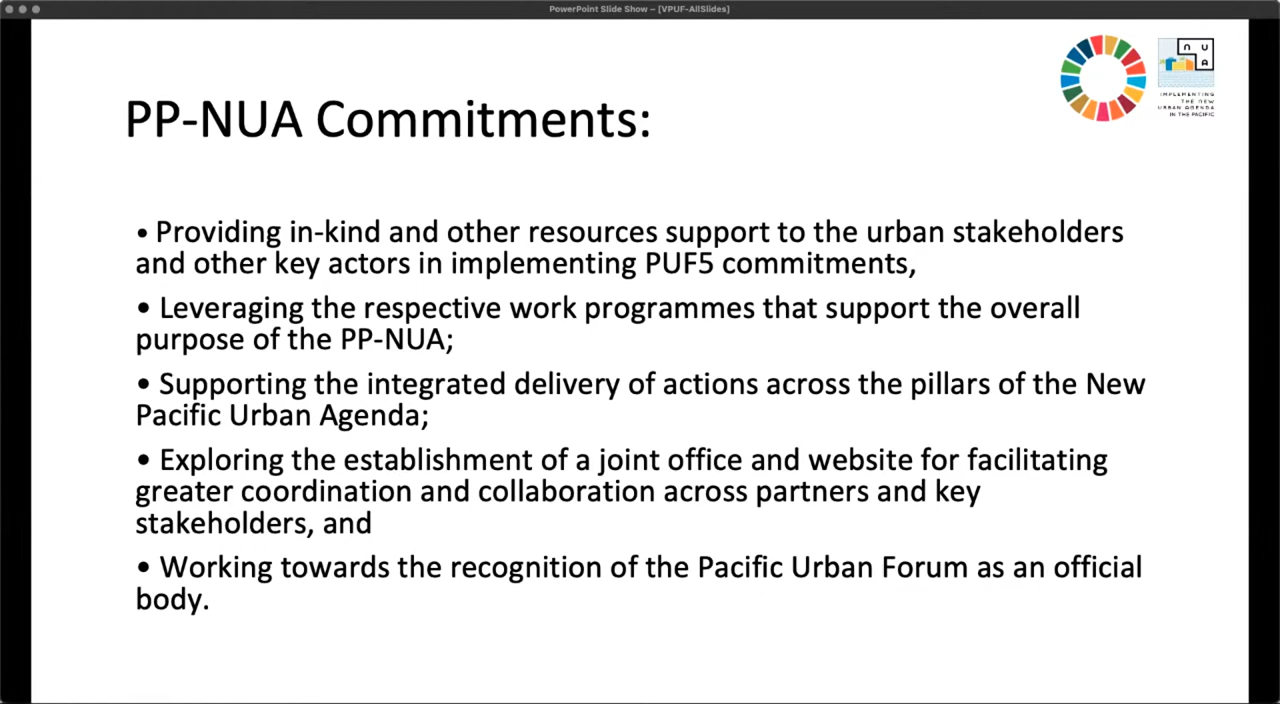 PowerPoint Slide Show – [VPUF-AllSlides]
N U
A
IMPLEMENTING
THE NEW
URBAN AGENDA
IN THE PACIFIC
PP-NUA Commitments:
• Providing in-kind and other resources support to the urban stakeholders
and other key actors in implementing PUF5 commitments,
• Leveraging the respective work programmes that support the overall
purpose of the PP-NUA;
• Supporting the integrated delivery of actions across the pillars of the New
Pacific Urban Agenda;
• Exploring the establishment of a joint office and website for facilitating
greater coordination and collaboration across partners and key
stakeholders, and
• Working towards the recognition of the Pacific Urban Forum as an official
body.